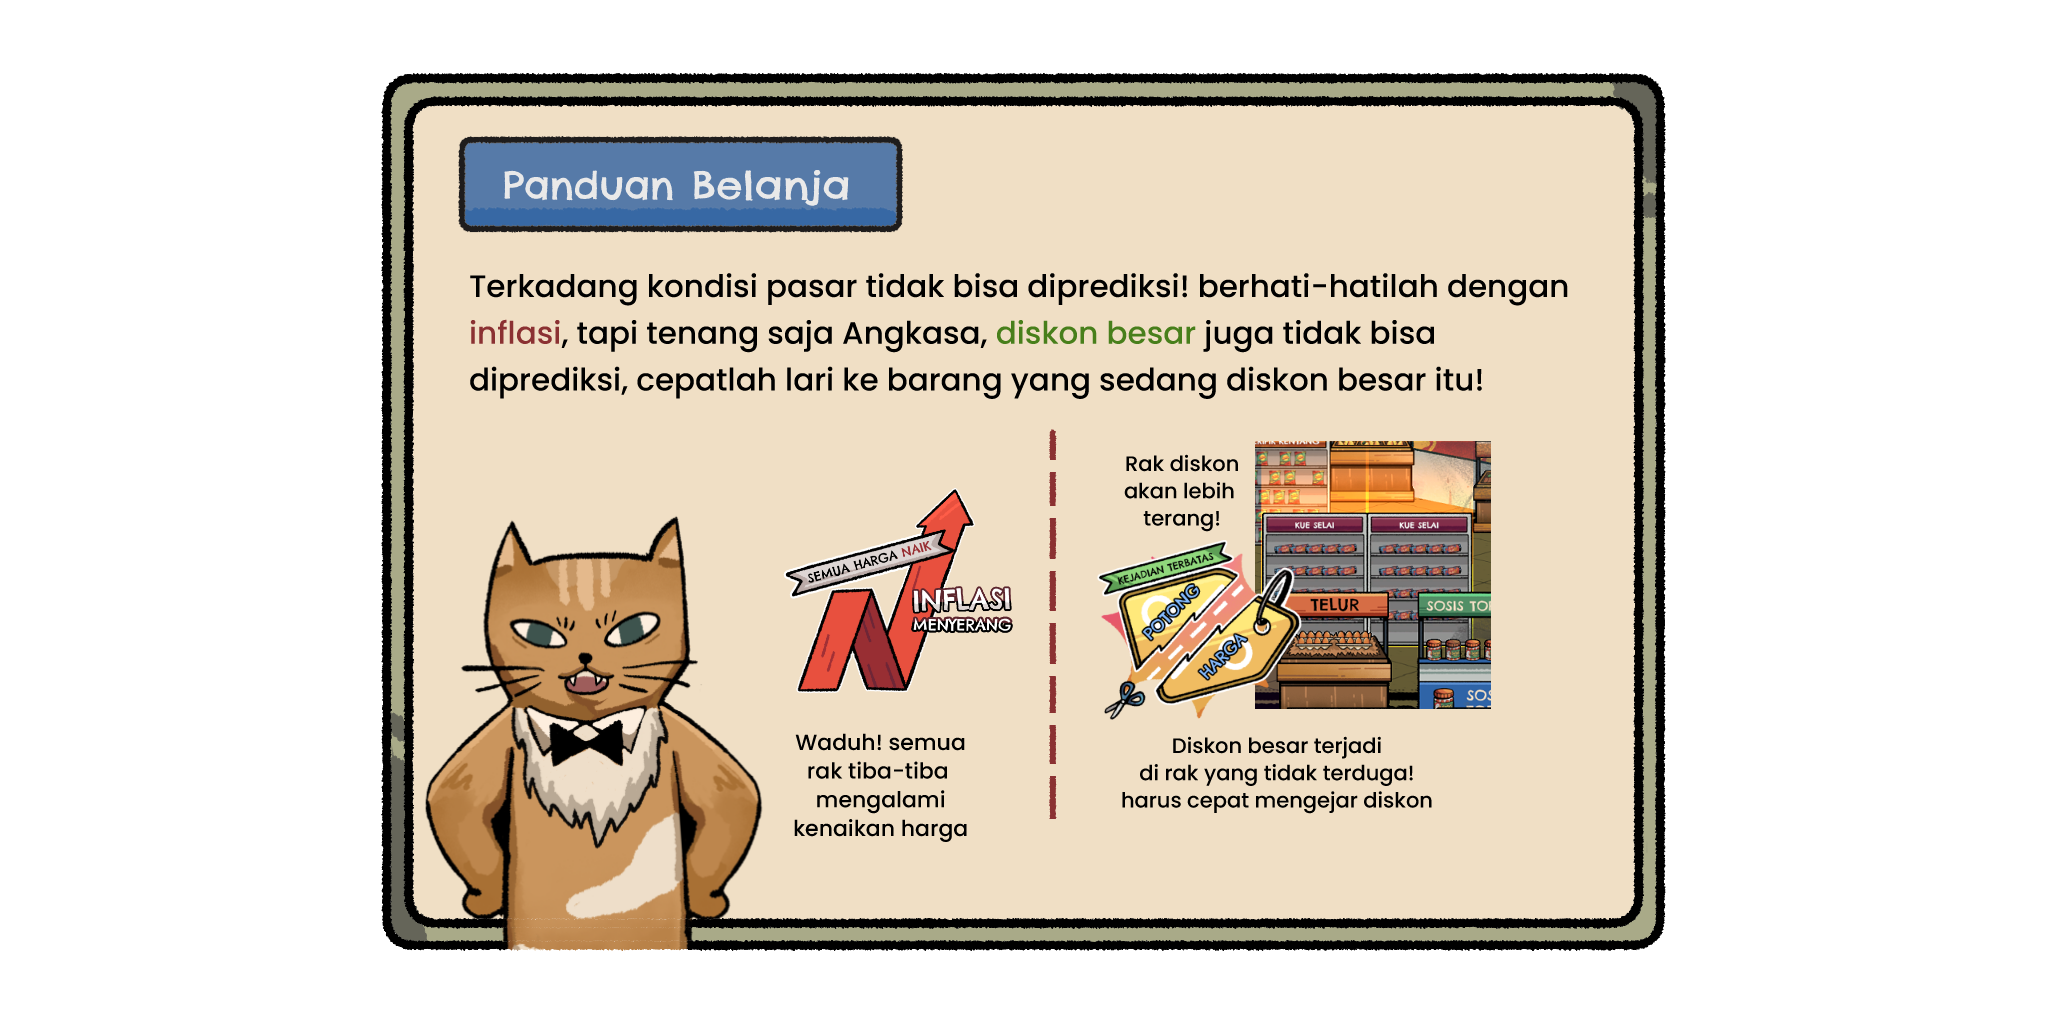 Panduan Belanja
Terkadang kondisi pasar tidak bisa diprediksi! berhati-hatilah dengan
inflasi, tapi tenang saja Angkasa, diskon besar juga tidak bisa
diprediksi, cepatlah lari ke barang yang sedang diskon besar itu!
SEMUA HARGA NAIK
INFLASI
MENYERANG
Waduh! semua
rak tiba-tiba
mengalami
kenaikan harga
Rak diskon
akan lebih
terang!
KEJADIAN TERBATAS
POTONG
HARGA
KUE SELAI
KUE SELAI
TELUR
SOSIS TO
SOS
Diskon besar terjadi
di rak yang tidak terduga!
harus cepat mengejar diskon